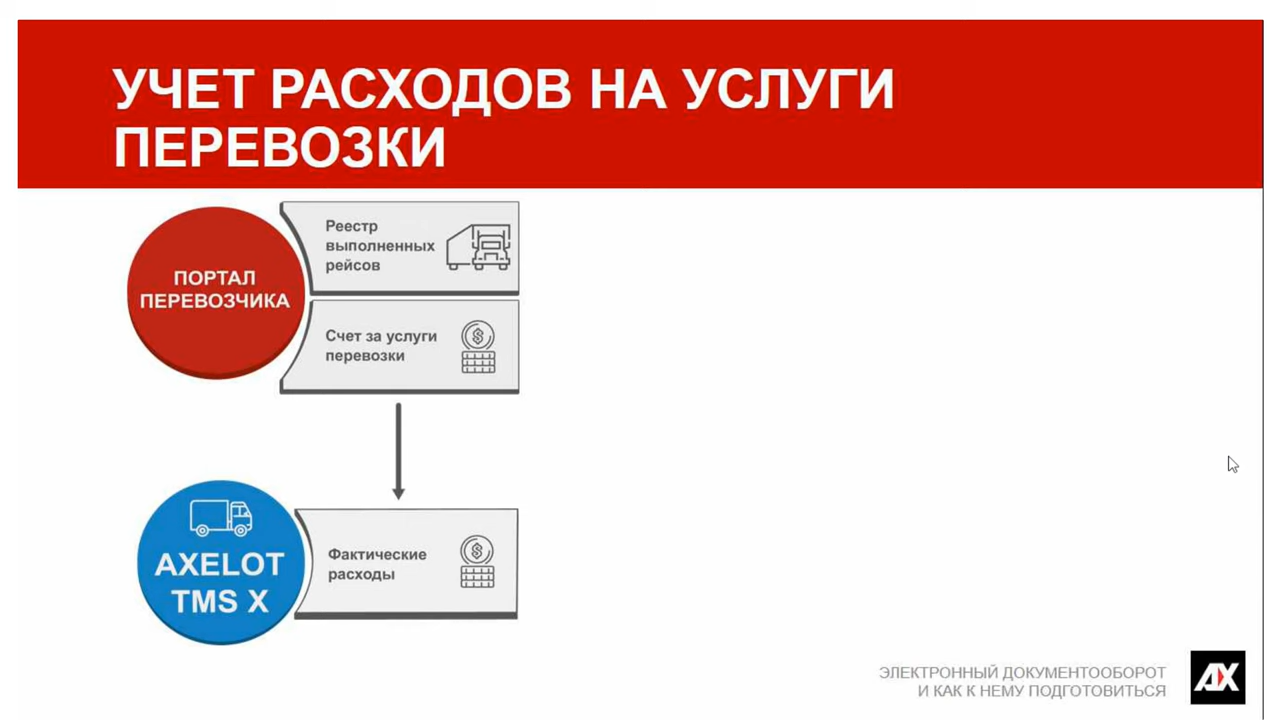 УЧЕТ РАСХОДОВ НА УСЛУГИ
ПЕРЕВОЗКИ
ПОРТАЛ
ПЕРЕВОЗЧИКА
Реестр
выполненных
рейсов
Счет за услуги
перевозки
AXELOT
TMS X
Фактические
расходы
ЭЛЕКТРОННЫЙ ДОКУМЕНТООБОРОТ
И КАК К НЕМУ ПОДГОТОВИТЬСЯ
AX